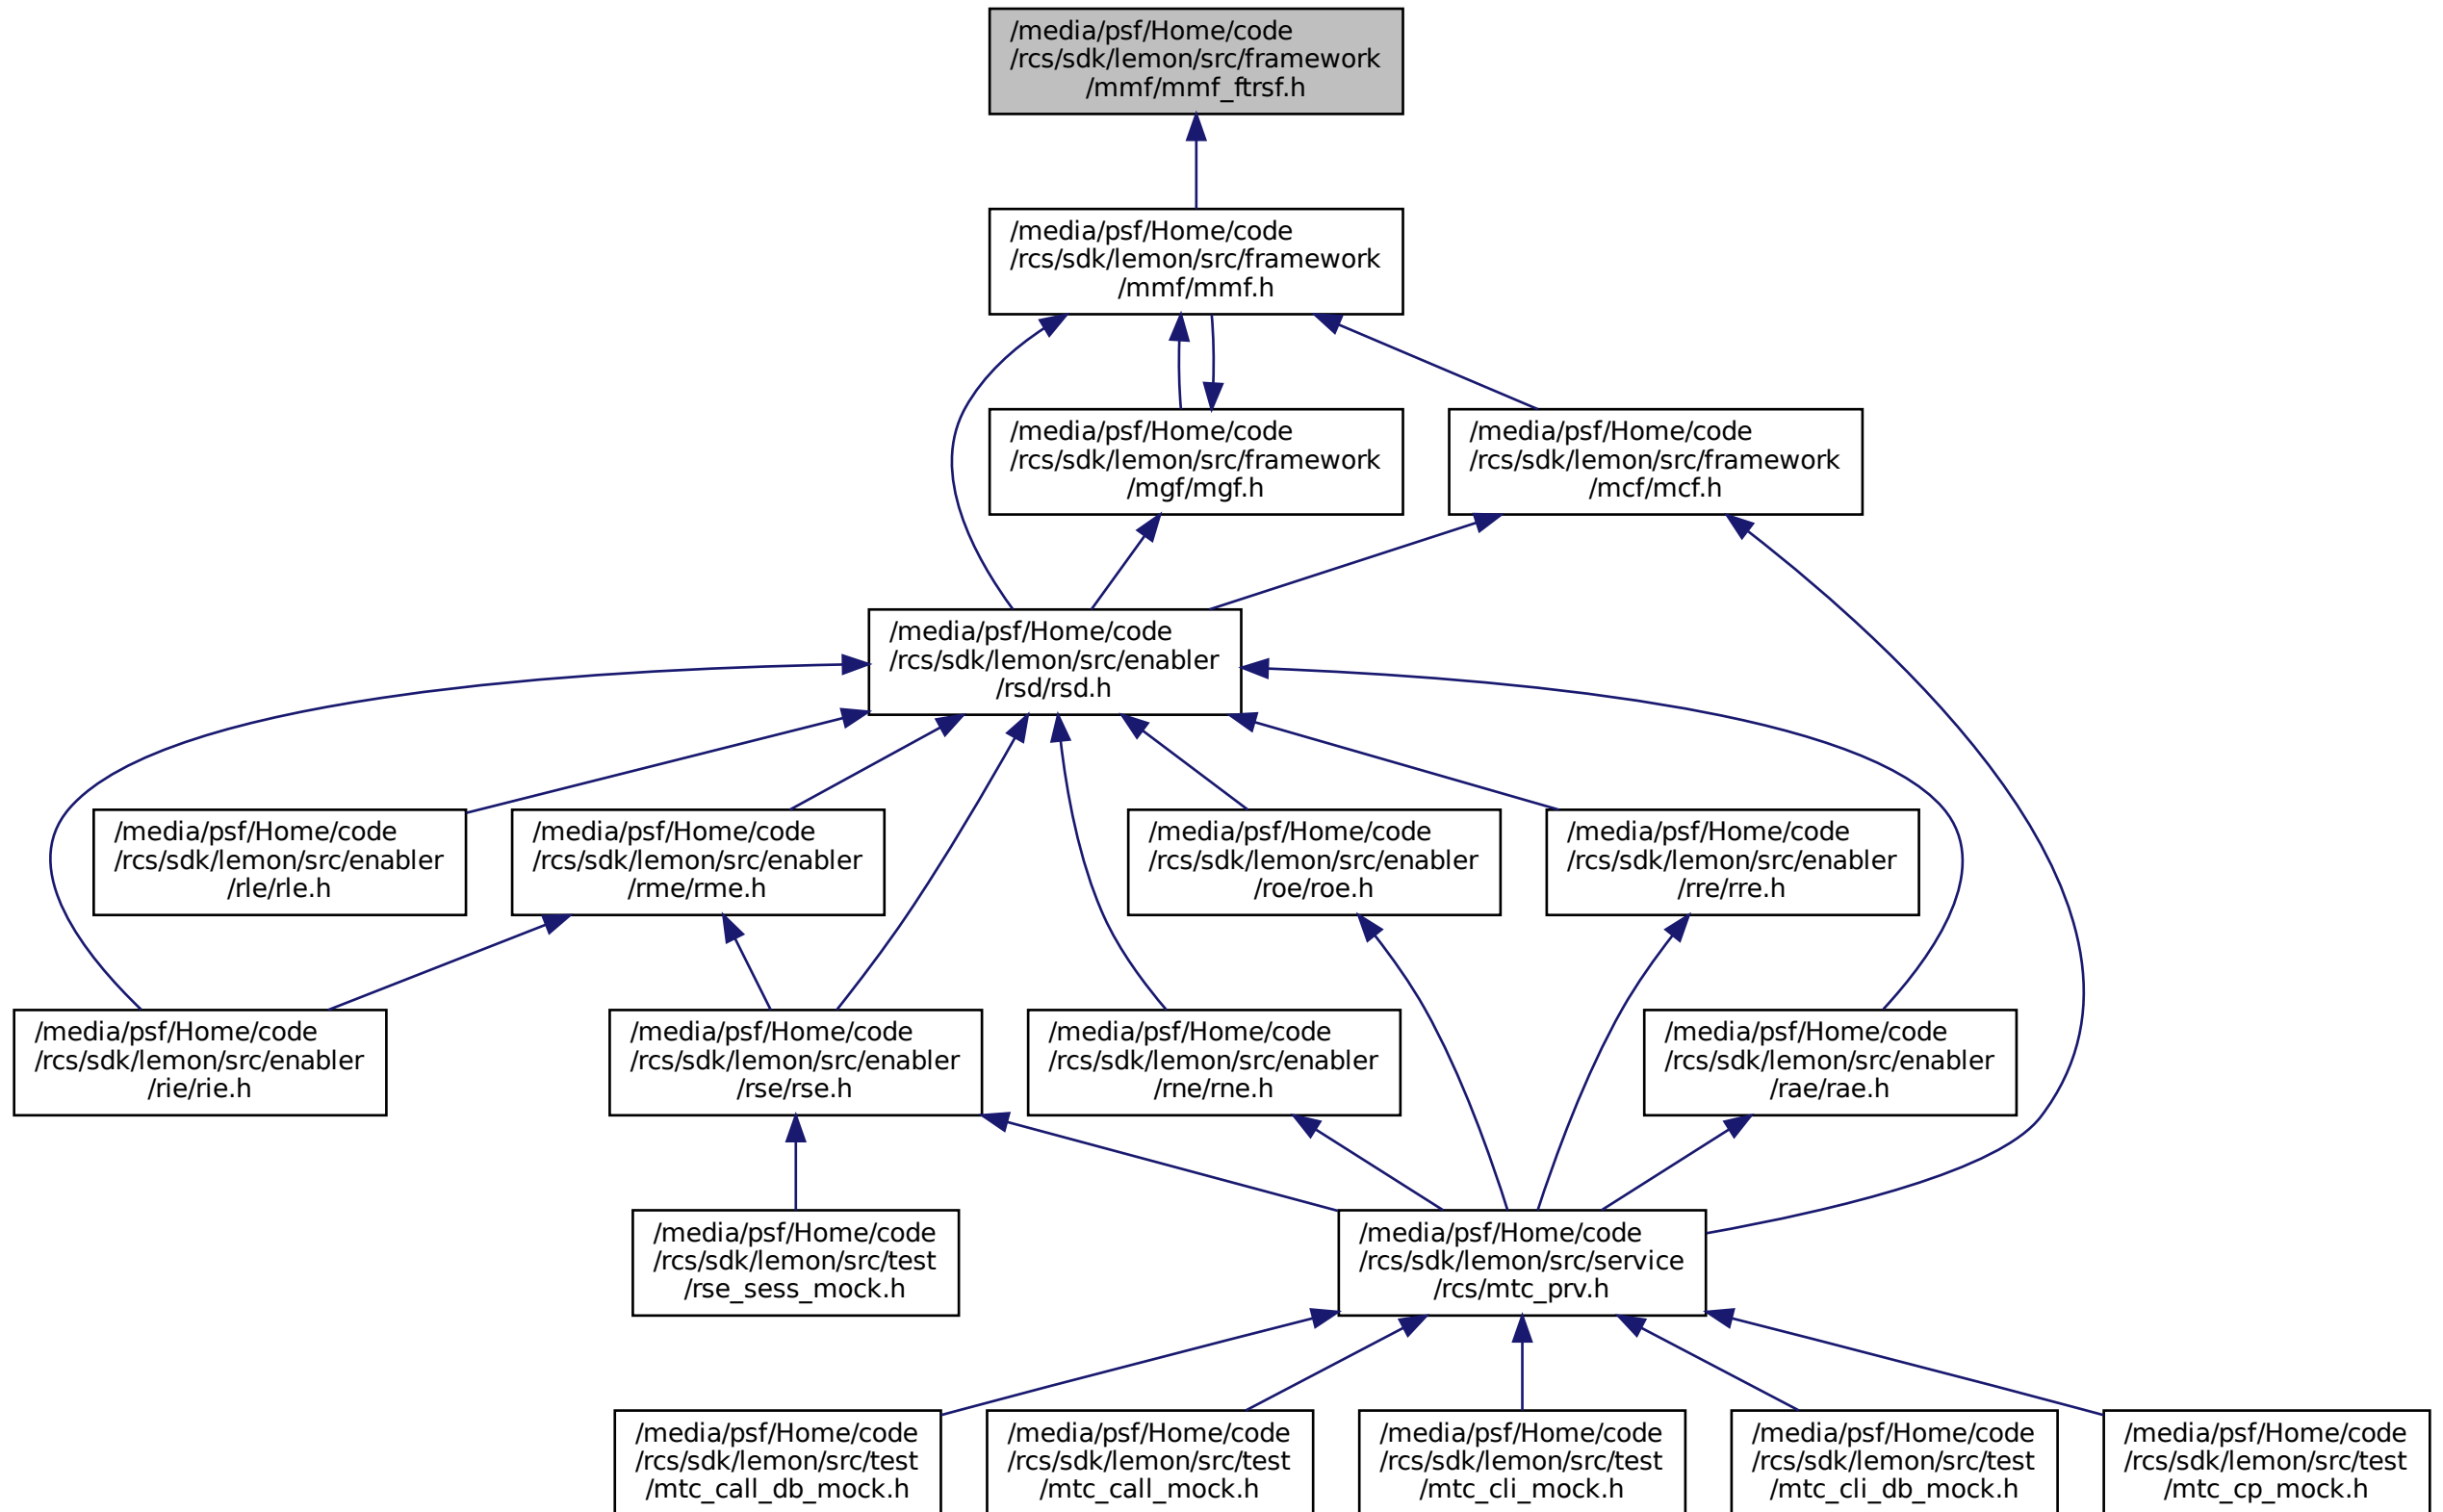 /media/psf/Home/code
/rcs/sdk/lemon/src/framework
/mmf/mmf_ftrsf.h
/media/psf/Home/code
/rcs/sdk/lemon/src/framework
/mmf/mmf.h
/media/psf/Home/code
/rcs/sdk/lemon/src/framework
/mgf/mgf.h
/media/psf/Home/code
/rcs/sdk/lemon/src/framework
/mcf/mcf.h
/media/psf/Home/code
/rcs/sdk/lemon/src/enabler
/rsd/rsd.h
/media/psf/Home/code
/rcs/sdk/lemon/src/enabler
/rle/rle.h
/media/psf/Home/code
/rcs/sdk/lemon/src/enabler
/rme/rme.h
/media/psf/Home/code
/rcs/sdk/lemon/src/enabler
/roe/roe.h
/media/psf/Home/code
/rcs/sdk/lemon/src/enabler
/rre/rre.h
/media/psf/Home/code
/rcs/sdk/lemon/src/enabler
/rie/rie.h
/media/psf/Home/code
/rcs/sdk/lemon/src/enabler
/rse/rse.h
/media/psf/Home/code
/rcs/sdk/lemon/src/enabler
/rne/rne.h
/media/psf/Home/code
/rcs/sdk/lemon/src/enabler
/rae/rae.h
/media/psf/Home/code
/rcs/sdk/lemon/src/test
/rse_sess_mock.h
/media/psf/Home/code
/rcs/sdk/lemon/src/service
/rcs/mtc_prv.h
/media/psf/Home/code
/rcs/sdk/lemon/src/test
/mtc_call_db_mock.h
/media/psf/Home/code
/rcs/sdk/lemon/src/test
/mtc_call_mock.h
/media/psf/Home/code
/rcs/sdk/lemon/src/test
/mtc_cli_mock.h
/media/psf/Home/code
/rcs/sdk/lemon/src/test
/mtc_cli_db_mock.h
/media/psf/Home/code
/rcs/sdk/lemon/src/test
/mtc_cp_mock.h